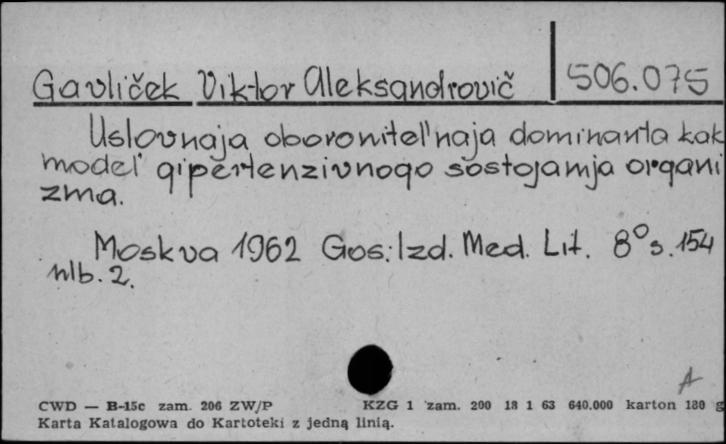 Gavliček Viktor Aleksandrovič 506.075
Uslovnaja oboronitel'naja dominanta kak
model' gipertenzivnogo sostojanija organi
zma.
Moskva 1962 Gos. Izd. Med. Lit. 8° s. 154
nlb. 2.
A
CWD — B-15c zam. 206 ZW/P KZG 1 zam. 200 18 1 63 640.000 karton 180 g
Karta Katalogowa do Kartoteki z jedną linią.